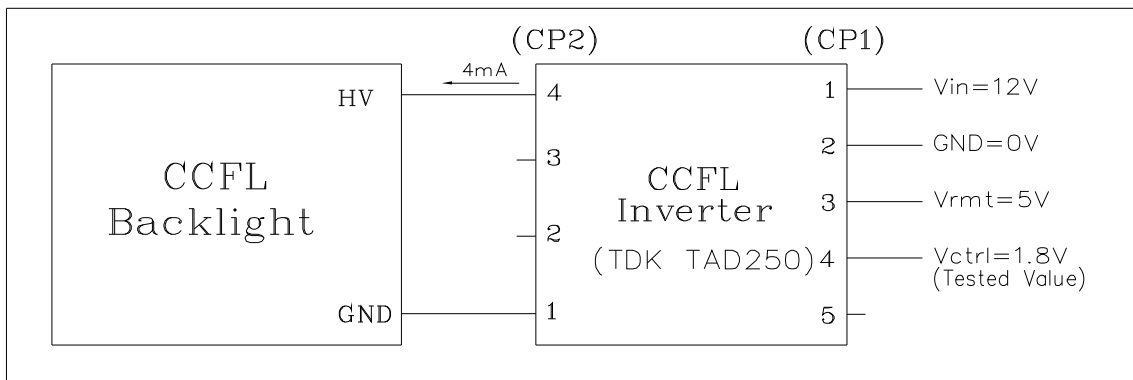 (CP2)
(CP1)
4mA
HV
4
1
Vin=12V
3
2
GND=0V
CCFL
Backlight
CCFL
Inverter
(TDK TAD250)
3
Vrmt=5V
2
4
Vctrl=1.8V
(Tested Value)
GND
1
5